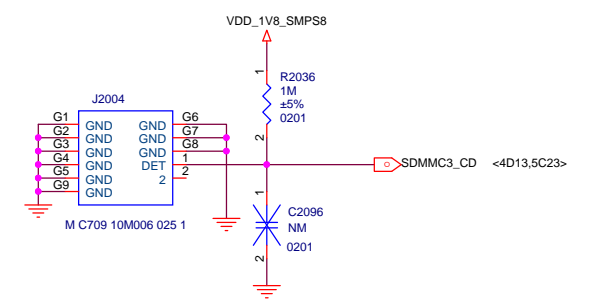 VDD_1V8_SMPS8
1
R2036
1M
±5%
0201
2
J2004
G1 GND GND G6
G2 GND GND G7
G3 GND GND G8
G4 GND DET 1
G5 GND 2 2
G9 GND
M C709 10M006 025 1
SDMMC3_CD <4D13,5C23>
1
C2096
NM
0201
2